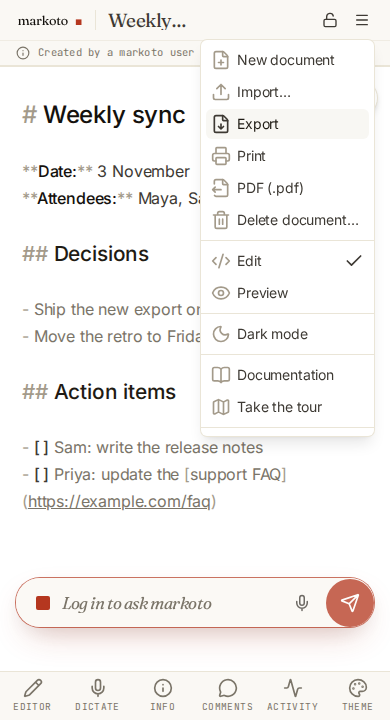 markoto
Weekly...
Created by a markoto user
New document
Import...
Export
Print
PDF (.pdf)
Delete document...
Edit
Preview
Dark mode
Documentation
Take the tour
# Weekly sync
**Date:** 3 November
**Attendees:** Maya,
## Decisions
- Ship the new export
- Move the retro to
## Action items
- [ ] Sam: write the release notes
- [ ] Priya: update the [support FAQ]
(https://example.com/faq)
Log in to ask markoto
EDITOR
DICTATE
INFO
COMMENTS
ACTIVITY
THEME